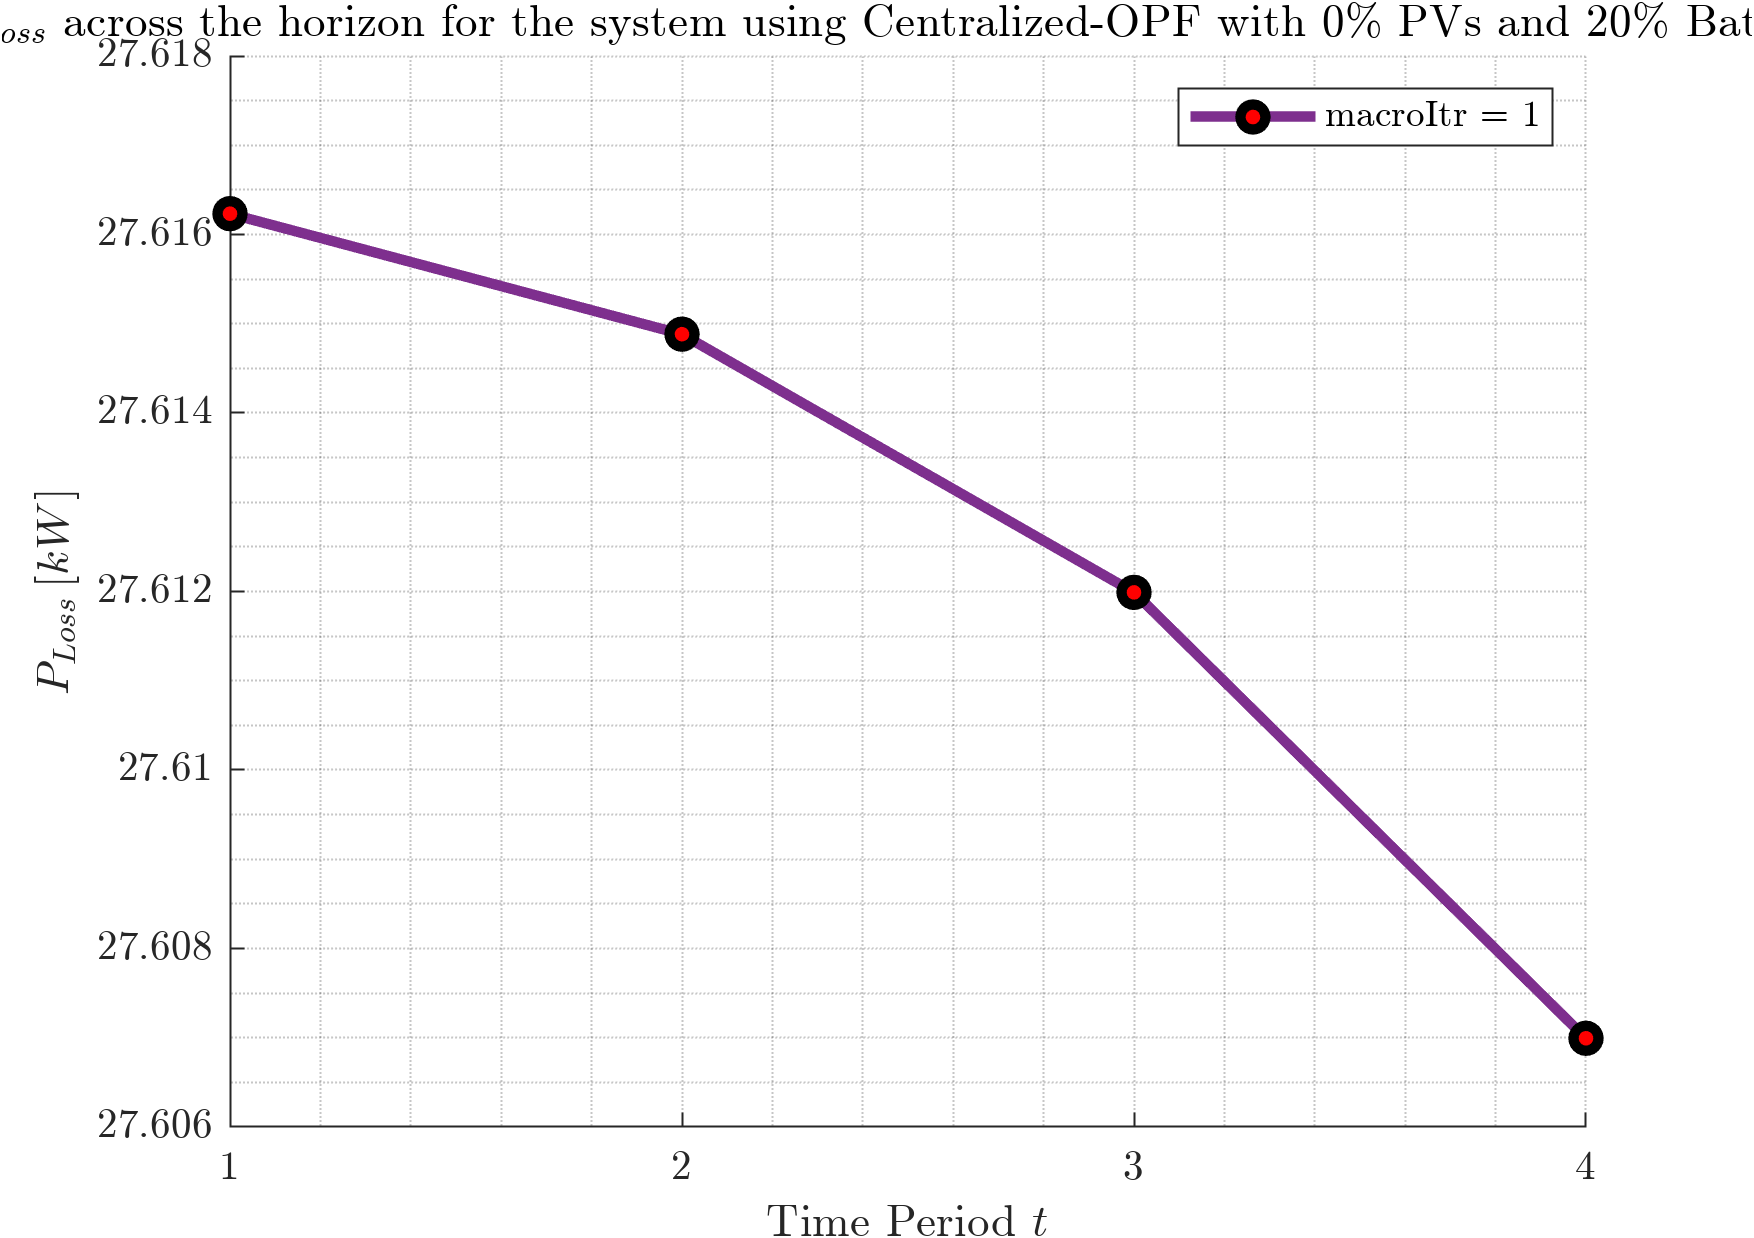 oss across the horizon for the system using Centralized-OPF with 0% PVs and 20% Bat
27.618
macroItr = 1
27.616
27.614
27.612
27.61
27.608
27.606
P_Loss [kW]
1 2 3 4
Time Period t